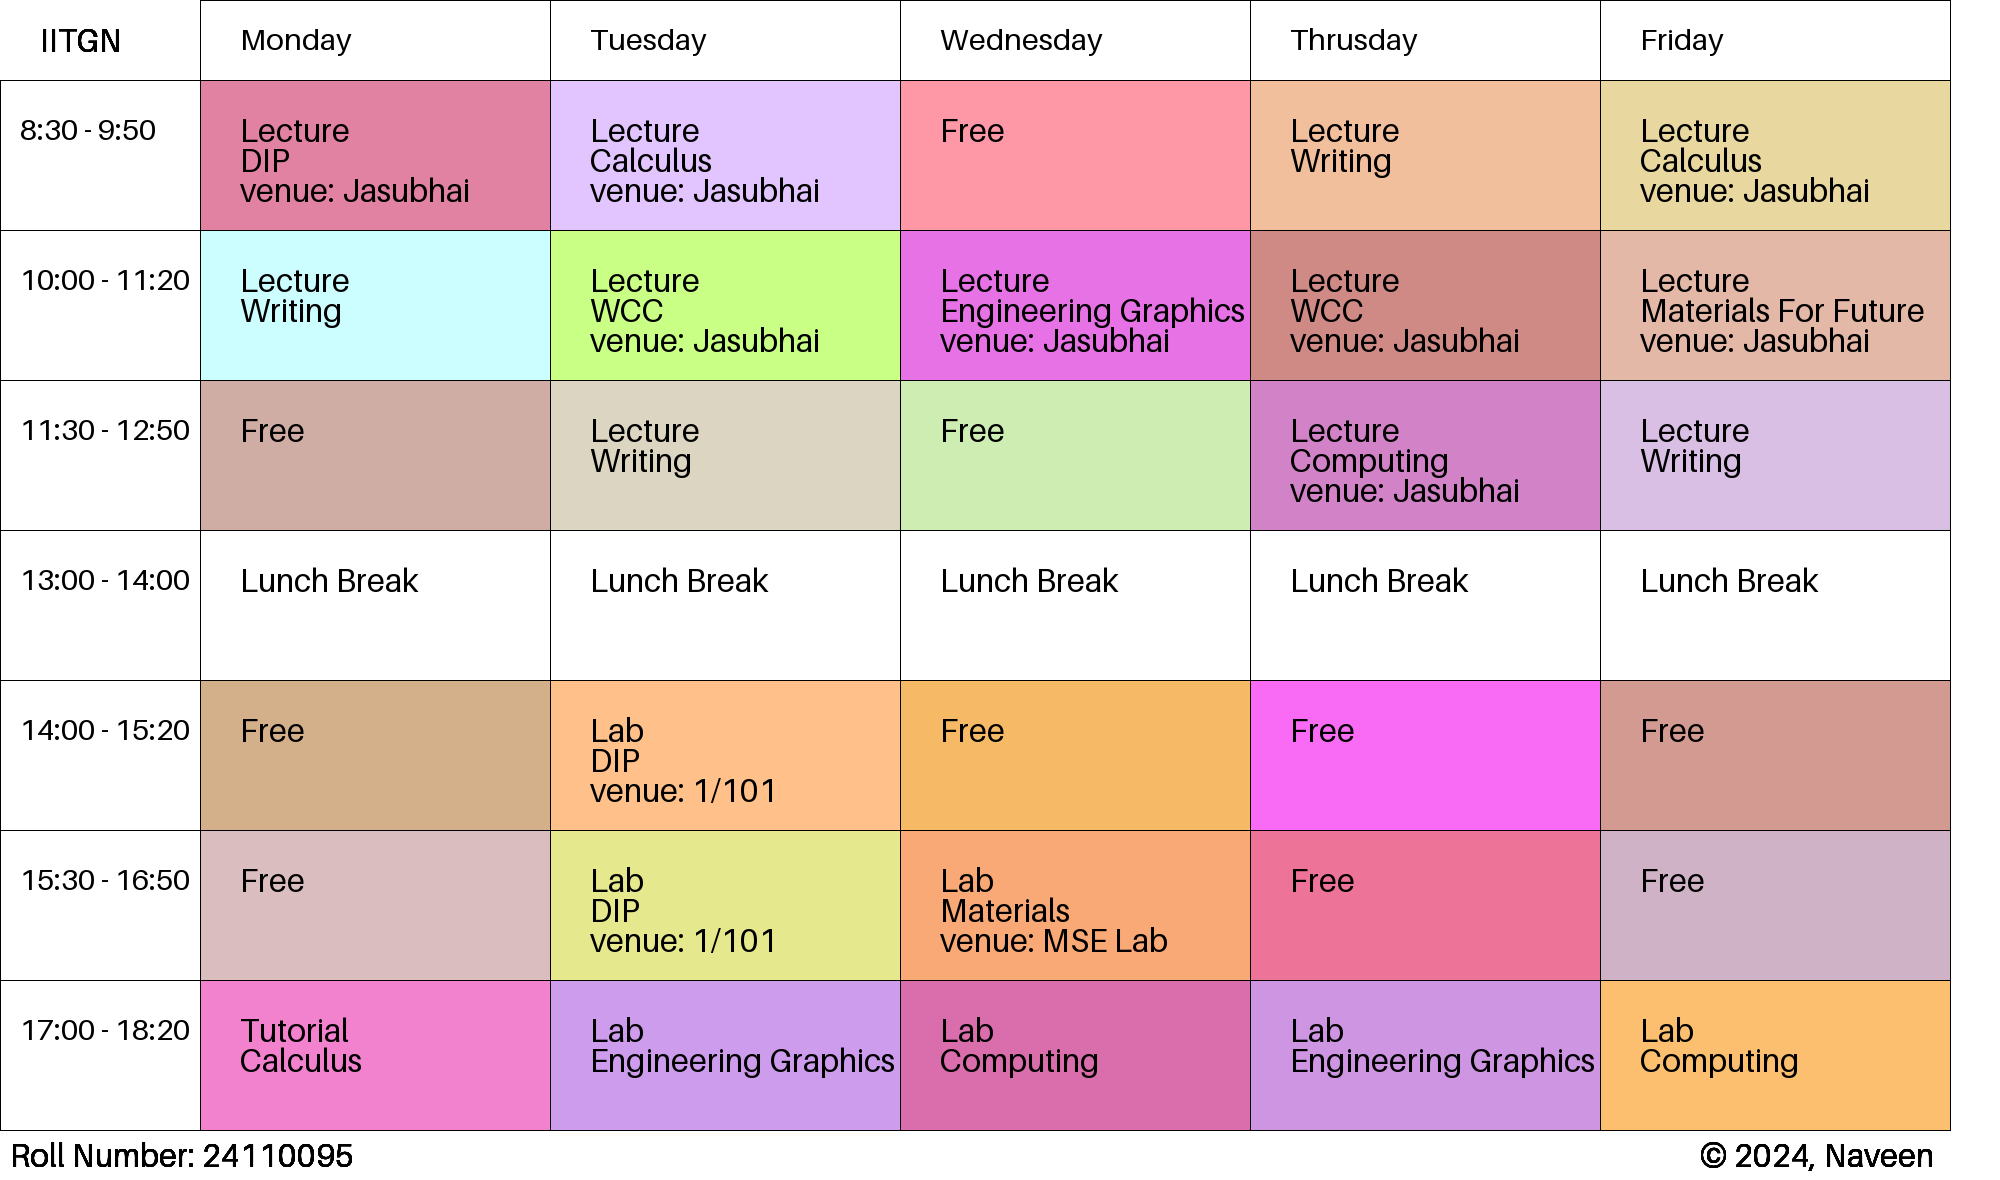 IITGN Monday Tuesday Wednesday Thrusday Friday
8:30 - 9:50
Lecture
DIP
venue: Jasubhai
Lecture
Calculus
venue: Jasubhai
Free
Lecture
Writing
Lecture
Calculus
venue: Jasubhai
10:00 - 11:20
Lecture
Writing
Lecture
WCC
venue: Jasubhai
Lecture
Engineering Graphics
venue: Jasubhai
Lecture
WCC
venue: Jasubhai
Lecture
Materials For Future
venue: Jasubhai
11:30 - 12:50
Free
Lecture
Writing
Free
Lecture
Computing
venue: Jasubhai
Lecture
Writing
13:00 - 14:00
Lunch Break
Lunch Break
Lunch Break
Lunch Break
Lunch Break
14:00 - 15:20
Free
Lab
DIP
venue: 1/101
Free
Free
Free
15:30 - 16:50
Free
Lab
DIP
venue: 1/101
Lab
Materials
venue: MSE Lab
Free
Free
17:00 - 18:20
Tutorial
Calculus
Lab
Engineering Graphics
Lab
Computing
Lab
Engineering Graphics
Lab
Computing
Roll Number: 24110095
© 2024, Naveen